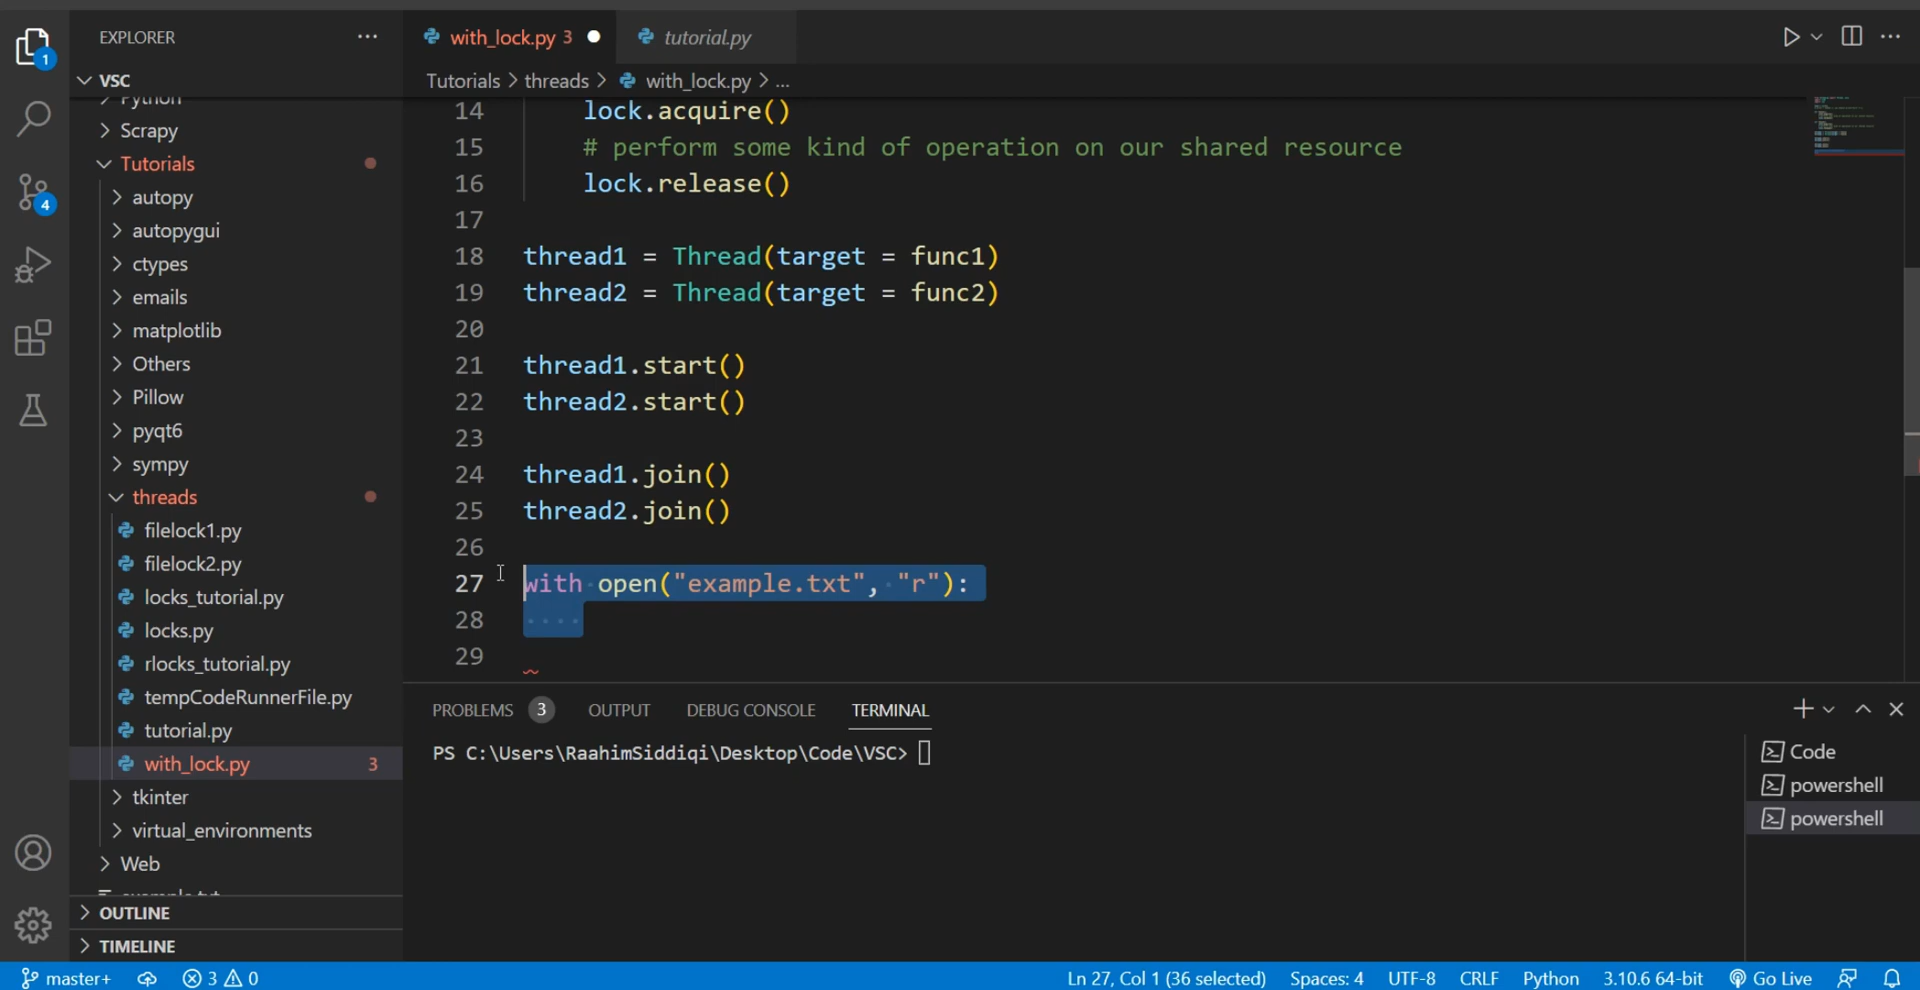 EXPLORER
with_lock.py 3
tutorial.py
VSC
Tutorials > threads > with_lock.py > ...
Python
Scrapy
Tutorials
autopy
autopygui
ctypes
emails
matplotlib
Others
Pillow
pyqt6
sympy
threads
filelock1.py
filelock2.py
locks_tutorial.py
locks.py
rlocks_tutorial.py
tempCodeRunnerFile.py
tutorial.py
with_lock.py 3
tkinter
virtual_environments
Web
example.txt
OUTLINE
TIMELINE
1
4
14 lock.acquire()
15 # perform some kind of operation on our shared resource
16 lock.release()
17
18 thread1 = Thread(target = func1)
19 thread2 = Thread(target = func2)
20
21 thread1.start()
22 thread2.start()
23
24 thread1.join()
25 thread2.join()
26
27 with open("example.txt", "r"):
28
29
PROBLEMS 3 OUTPUT DEBUG CONSOLE TERMINAL
PS C:\Users\RaahimSiddiqi\Desktop\Code\VSC>
Code
powershell
powershell
master+ 3 0 Ln 27, Col 1 (36 selected) Spaces: 4 UTF-8 CRLF Python 3.10.6 64-bit Go Live